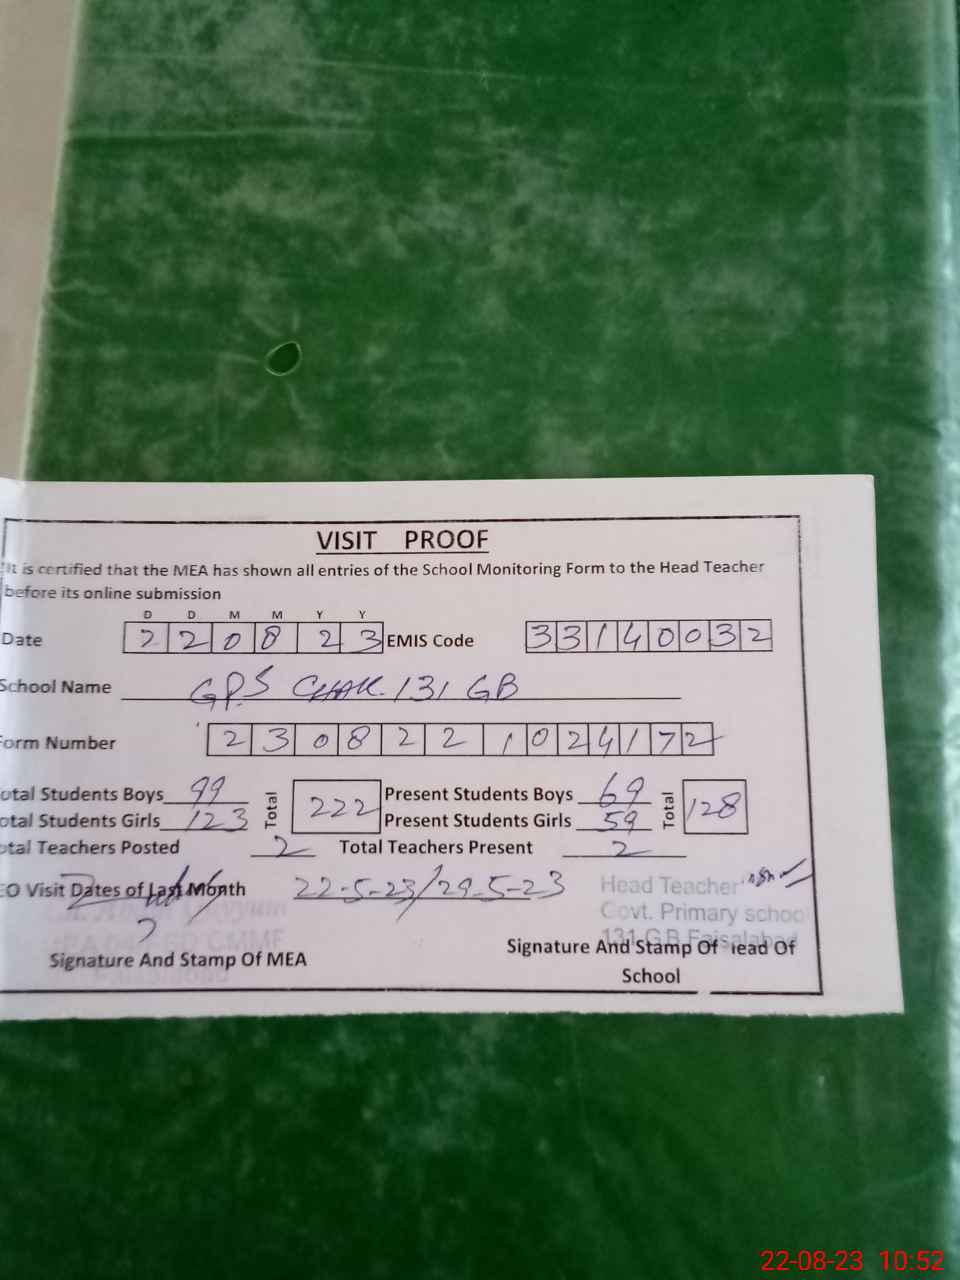 VISIT PROOF
It is certified that the MEA has shown all entries of the School Monitoring Form to the Head Teacher
before its online submission
D D M M Y Y
Date 2 2 0 8 2 3 EMIS Code 3 3 1 4 0 0 3 2
School Name GPS CHAK 131 GB
Form Number 2 3 0 8 2 2 1 0 2 4 1 7 2
otal Students Boys 99 Total 222 Present Students Boys 69 Total 128
otal Students Girls 123 Present Students Girls 59
otal Teachers Posted 2 Total Teachers Present 2
EO Visit Dates of Last Month 22-5-23/29-5-23
Head Teacher
Govt. Primary school
131 G.B Faisalabad
Signature And Stamp Of MEA
Signature And Stamp Of Head Of
School
22-08-23 10:52